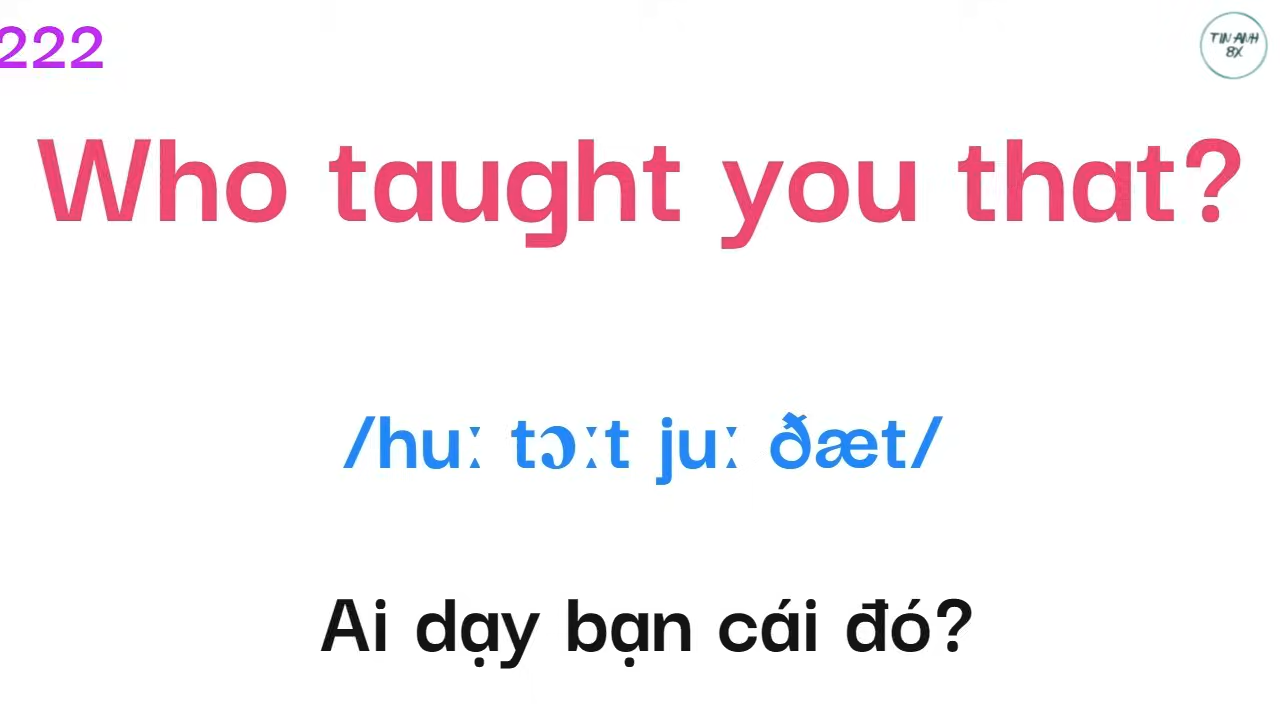 222
TIN ANH
8X
Who taught you that?
/huː tɔːt juː ðæt/
Ai dạy bạn cái đó?